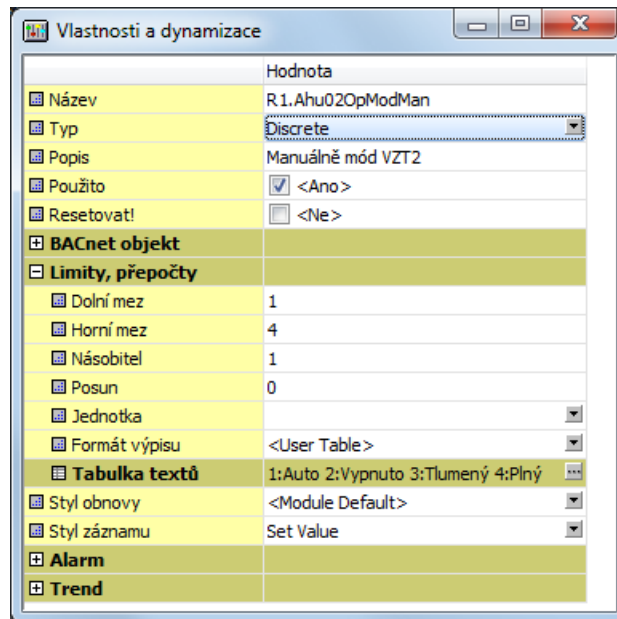 Vlastnosti a dynamizace
Hodnota
Název R1.Ahu02OpModMan
Typ Discrete
Popis Manuálně mód VZT2
Použito <Ano>
Resetovat! <Ne>
BACnet objekt
Limity, přepočty
Dolní mez 1
Horní mez 4
Násobitel 1
Posun 0
Jednotka
Formát výpisu <User Table>
Tabulka textů 1:Auto 2:Vypnuto 3:Tlumený 4:Plný
Styl obnovy <Module Default>
Styl záznamu Set Value
Alarm
Trend